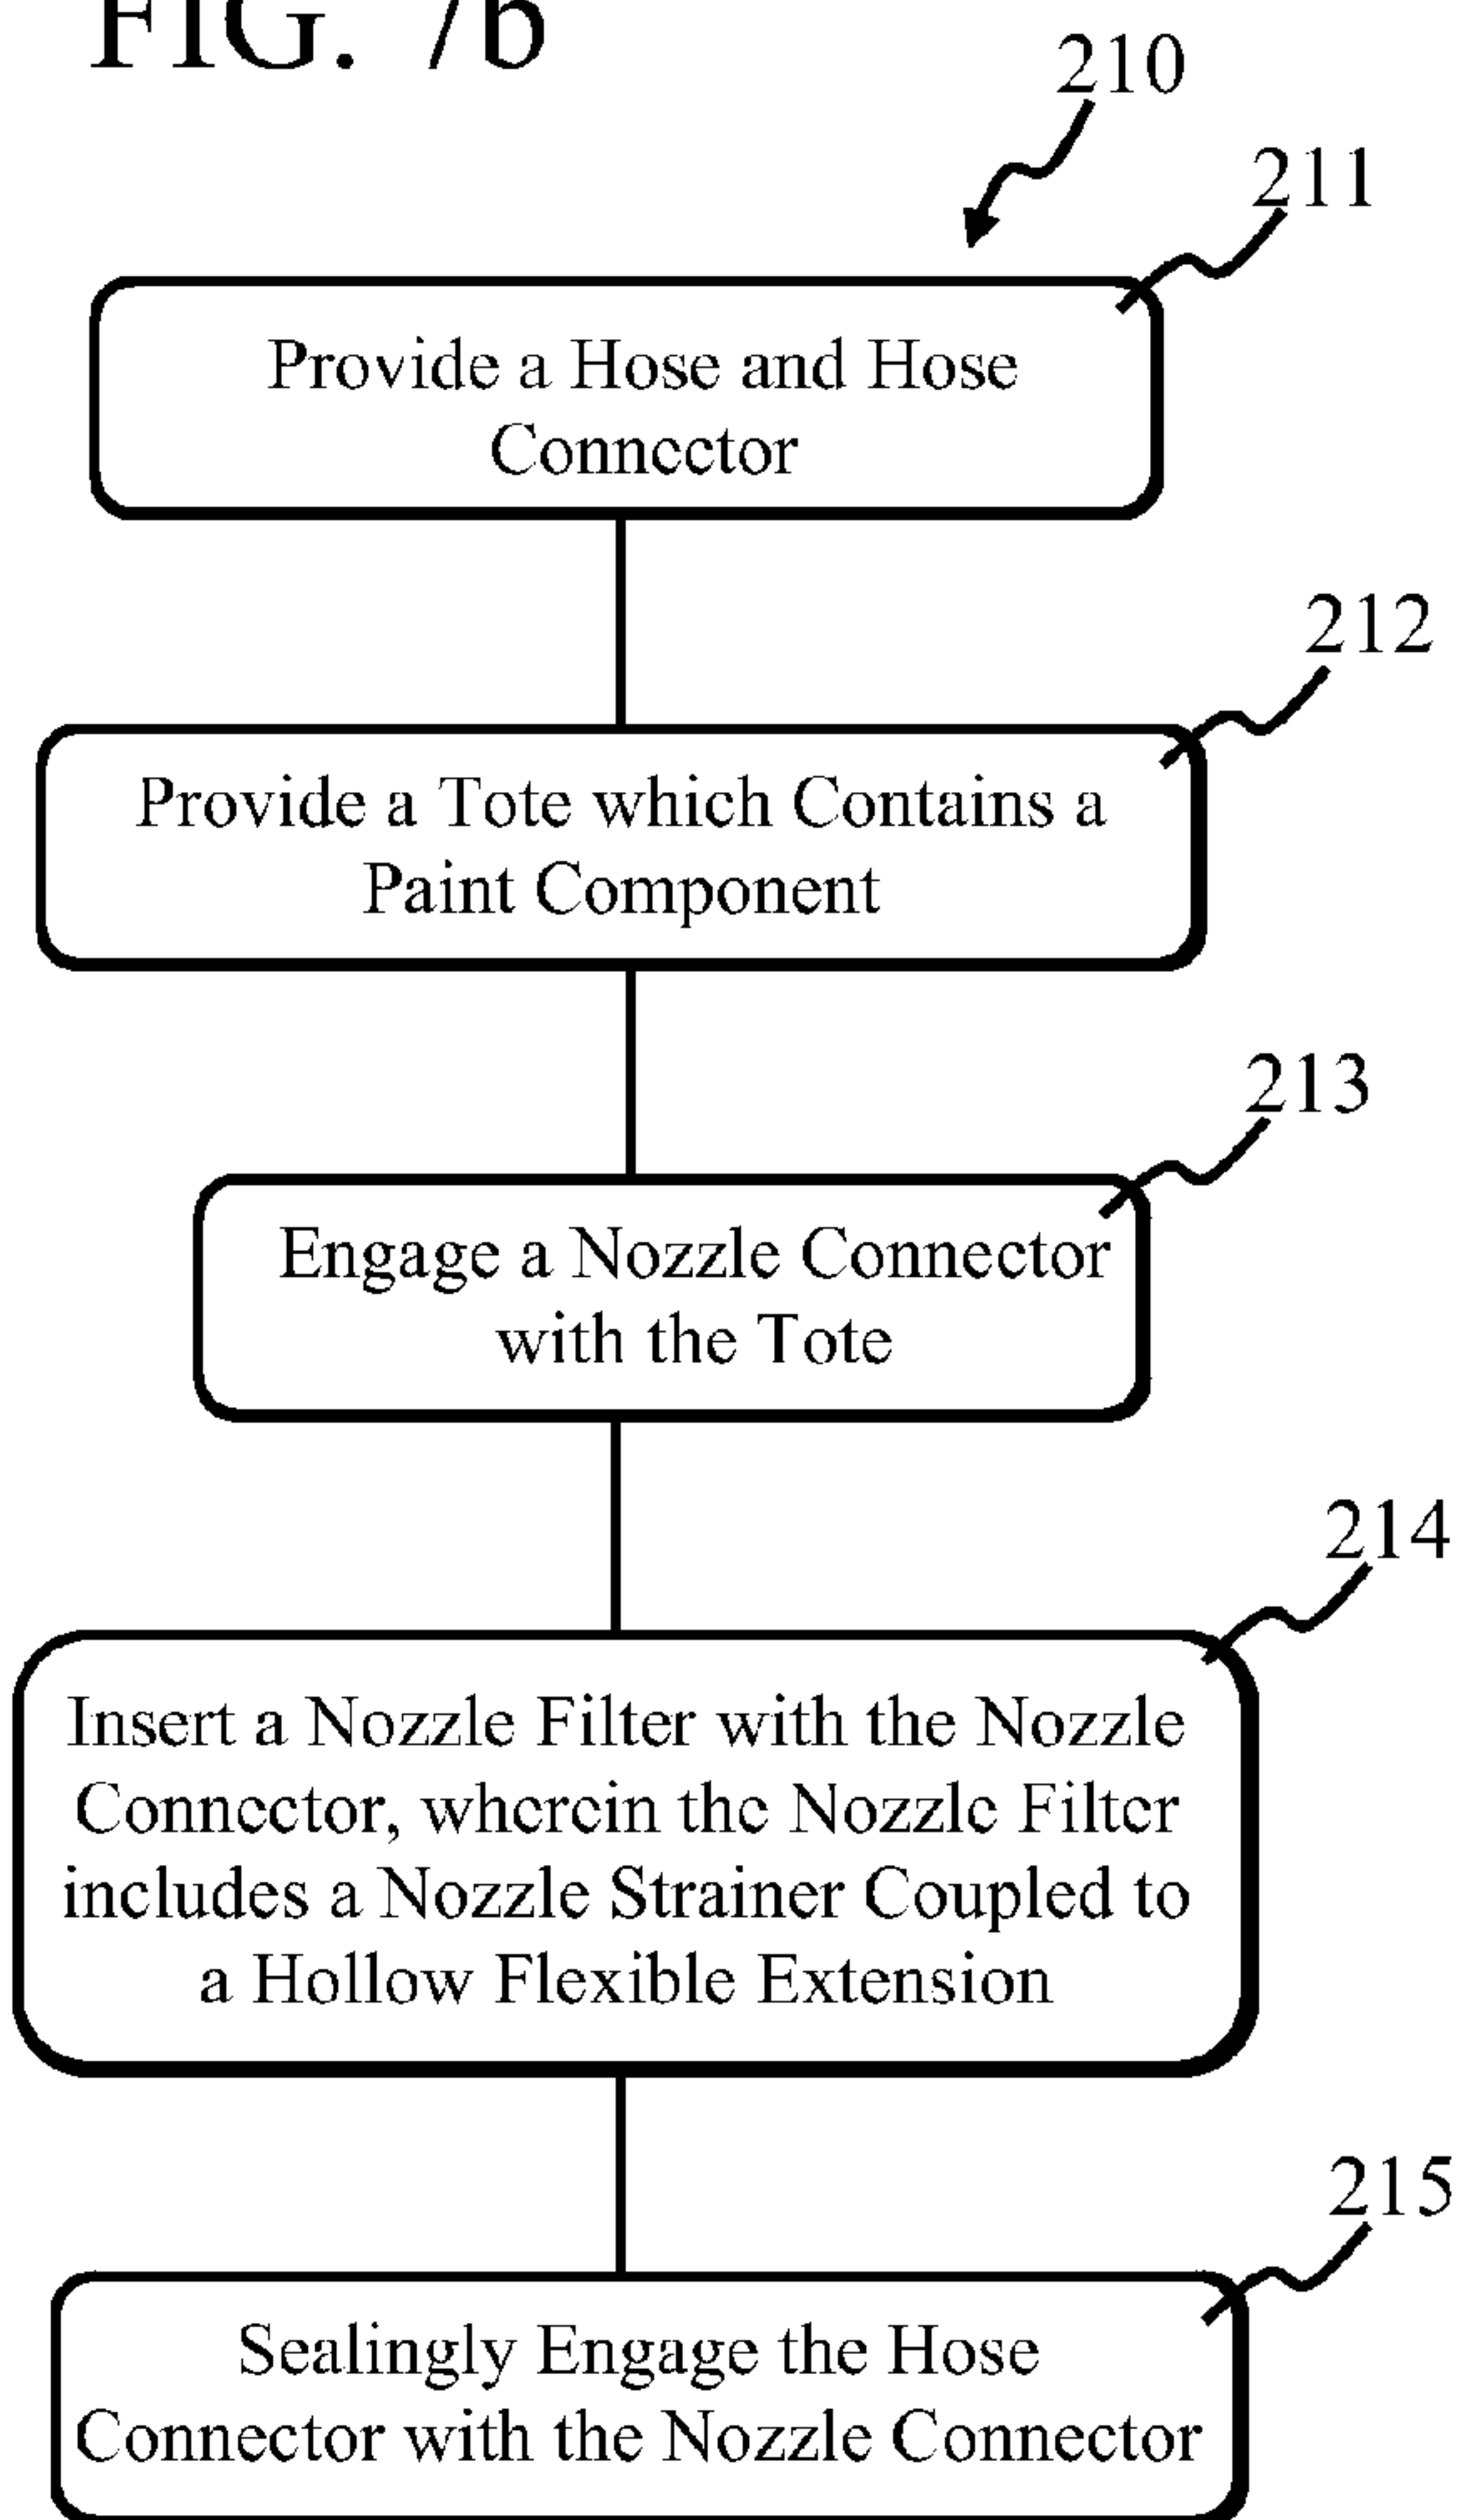 FIG. 7b
210
211
Provide a Hose and Hose
Connector
212
Provide a Tote which Contains a
Paint Component
213
Engage a Nozzle Connector
with the Tote
214
Insert a Nozzle Filter with the Nozzle
Connector, wherein the Nozzle Filter
includes a Nozzle Strainer Coupled to
a Hollow Flexible Extension
215
Sealingly Engage the Hose
Connector with the Nozzle Connector